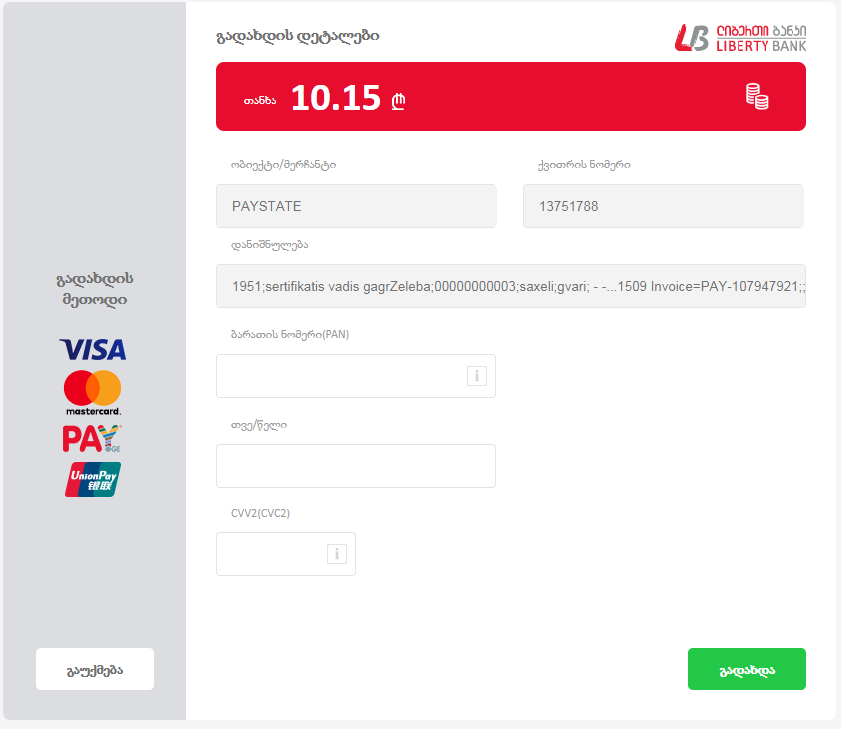 გადახდის დეტალები
ლიბერთი ბანკი
LIBERTY BANK
თანხა 10.15 ₾
ობიექტი/მერჩანტი
ქვითრის ნომერი
PAYSTATE
13751788
დანიშნულება
1951;sertifikatis vadis gagrZeleba;00000000003;saxeli;gvari; - -...1509 Invoice=PAY-107947921;;
გადახდის
მეთოდი
ბარათის ნომერი(PAN)
VISA
mastercard.
PAY
.GE
UnionPay
银联
თვე/წელი
CVV2(CVC2)
გაუქმება
გადახდა